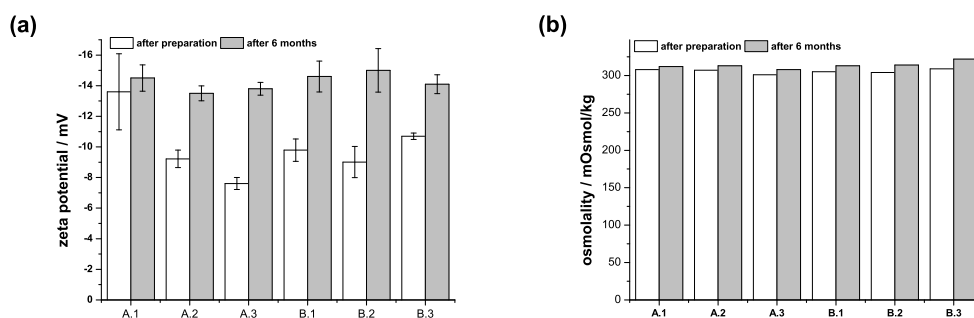 (a)
after preparation after 6 months
zeta potential / mV
-16
-14
-12
-10
-8
-6
-4
-2
0
A.1 A.2 A.3 B.1 B.2 B.3
(b)
after preparation after 6 months
osmolality / mOsmol/kg
300
250
200
150
100
50
0
A.1 A.2 A.3 B.1 B.2 B.3